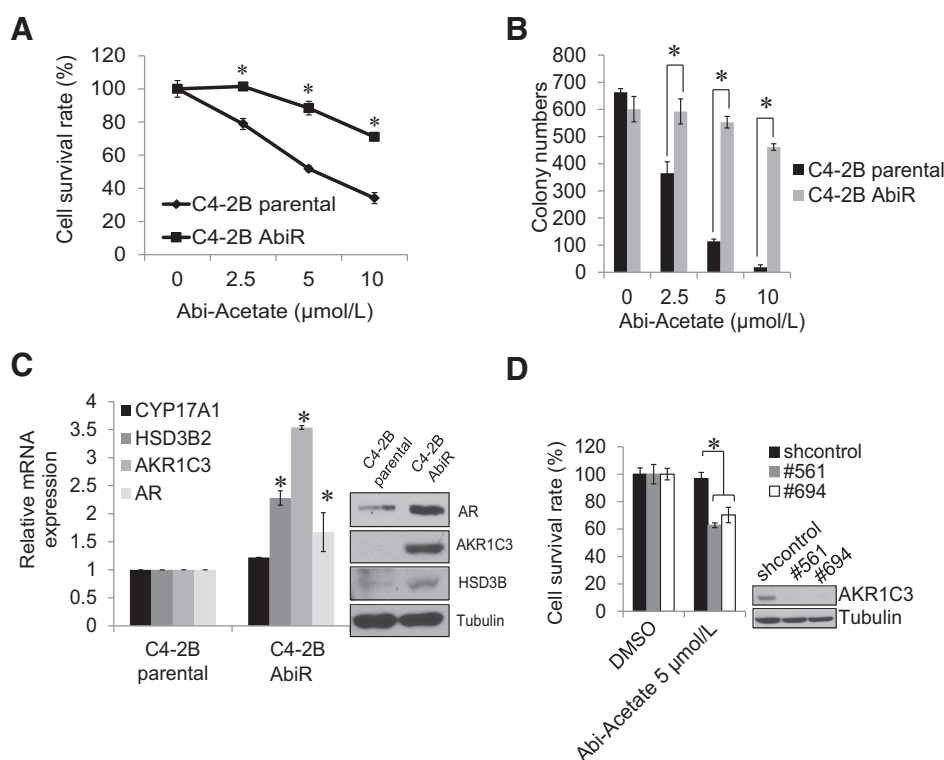 A
Cell survival rate (%)
120
100
80
60
40
20
0
*
*
*
C4-2B parental
C4-2B AbiR
0 2.5 5 10
Abi-Acetate (µmol/L)
B
Colony numbers
800
700
600
500
400
300
200
100
0
*
*
*
C4-2B parental
C4-2B AbiR
0 2.5 5 10
Abi-Acetate (µmol/L)
C
Relative mRNA
expression
4
3.5
3
2.5
2
1.5
1
0.5
0
CYP17A1
HSD3B2
AKR1C3
AR
*
*
*
C4-2B
parental
C4-2B
AbiR
C4-2B
parental
C4-2B
AbiR
AR
AKR1C3
HSD3B
Tubulin
D
Cell survival rate (%)
120
100
80
60
40
20
0
*
shcontrol
#561
#694
DMSO
Abi-Acetate 5 µmol/L
shcontrol
#561
#694
AKR1C3
Tubulin